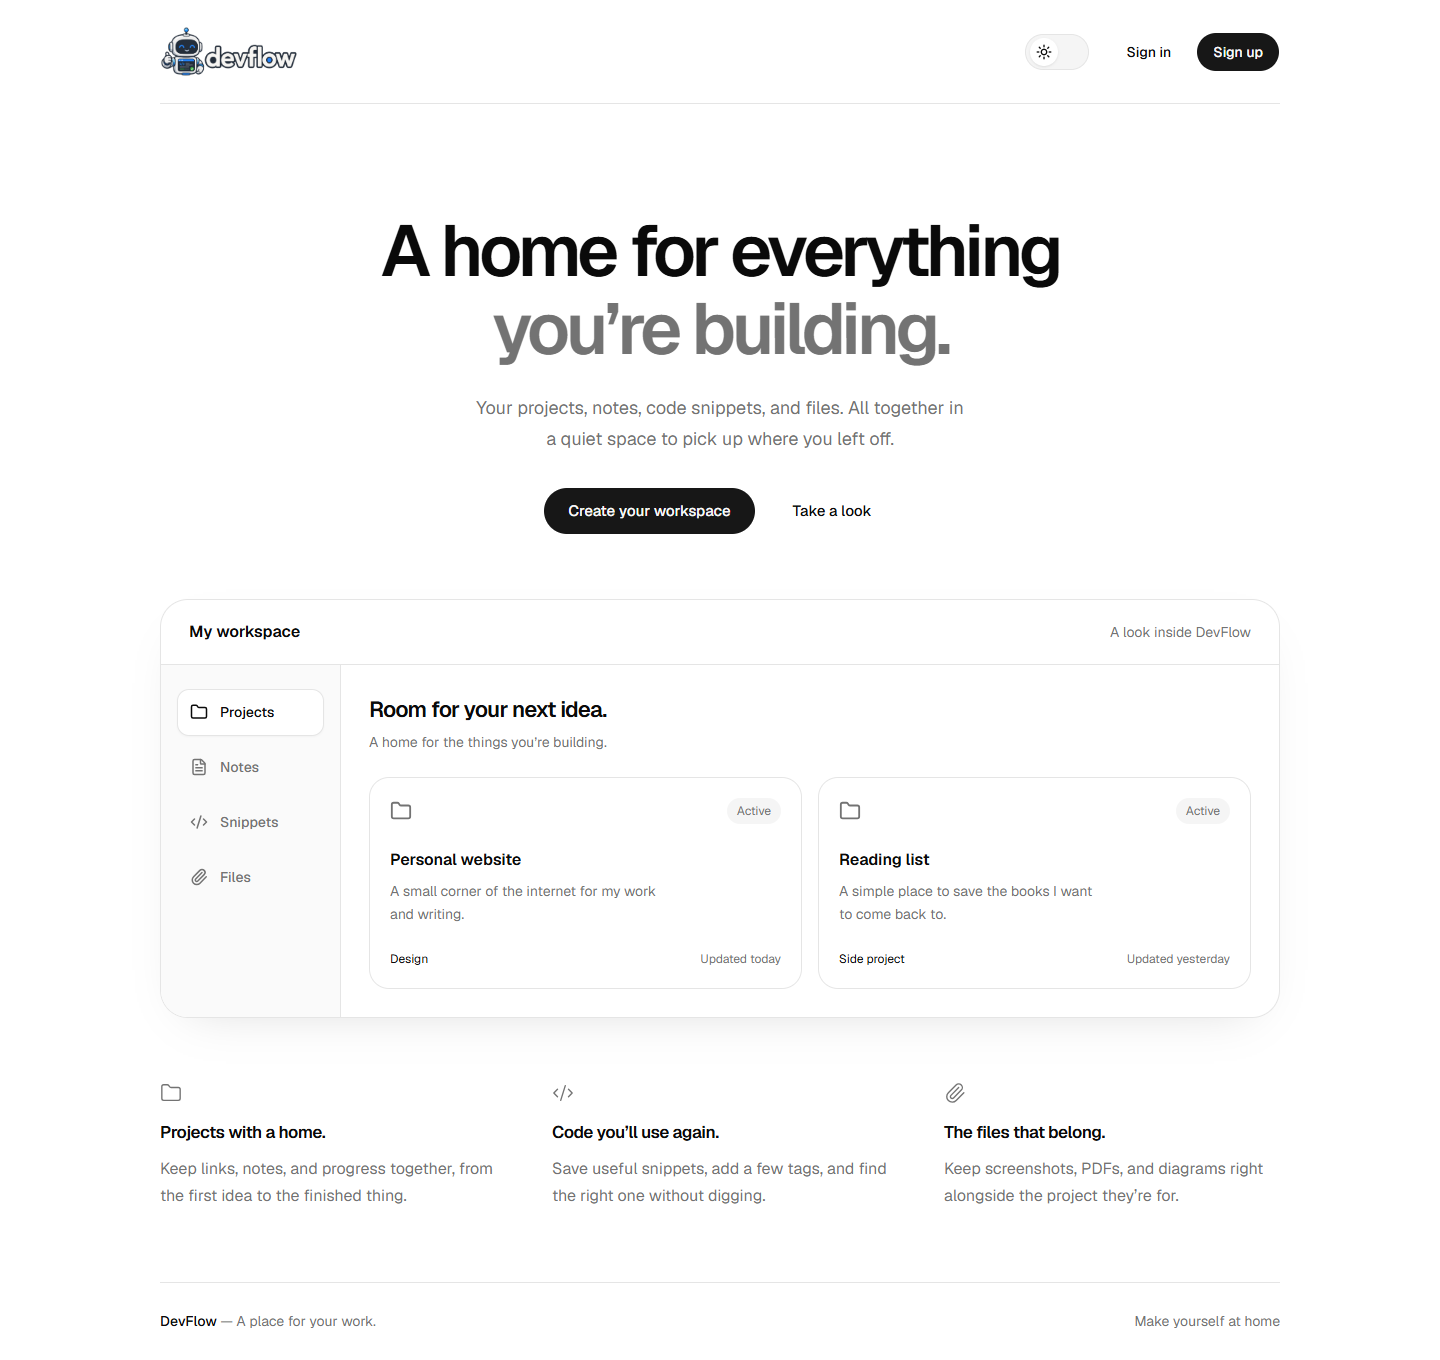 devflow
Sign in
Sign up
A home for everything
you’re building.
Your projects, notes, code snippets, and files. All together in
a quiet space to pick up where you left off.
Create your workspace
Take a look
My workspace
A look inside DevFlow
Projects
Notes
Snippets
Files
Room for your next idea.
A home for the things you’re building.
Active
Personal website
A small corner of the internet for my work
and writing.
Design
Updated today
Active
Reading list
A simple place to save the books I want
to come back to.
Side project
Updated yesterday
Projects with a home.
Keep links, notes, and progress together, from
the first idea to the finished thing.
Code you’ll use again.
Save useful snippets, add a few tags, and find
the right one without digging.
The files that belong.
Keep screenshots, PDFs, and diagrams right
alongside the project they’re for.
DevFlow — A place for your work.
Make yourself at home